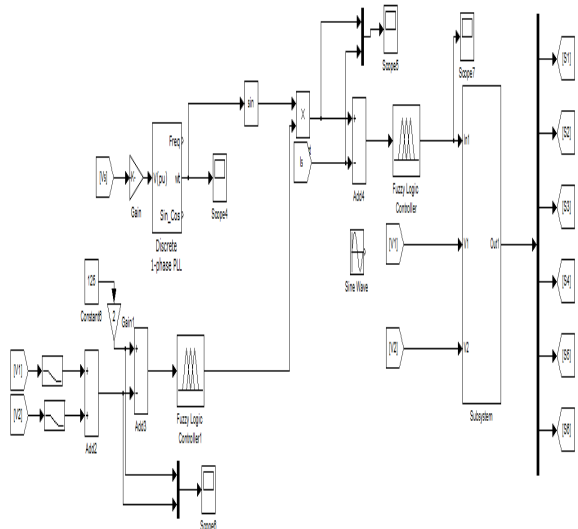 Scope5
Scope7
[S1]
sin
X
Is
Add4
Fuzzy Logic
Controller
In1
[S2]
[Vs]
-K-
Gain
Freq
V(pu)
wt
Sin_Cos
Discrete
1-phase PLL
Scope4
[S3]
Sine Wave
[V1]
V1
Out1
[S4]
125
Constant6
2
Gain1
[V2]
V2
[S5]
[V1]
[V2]
Add2
Add3
Fuzzy Logic
Controller1
Subsystem
[S6]
Scope6